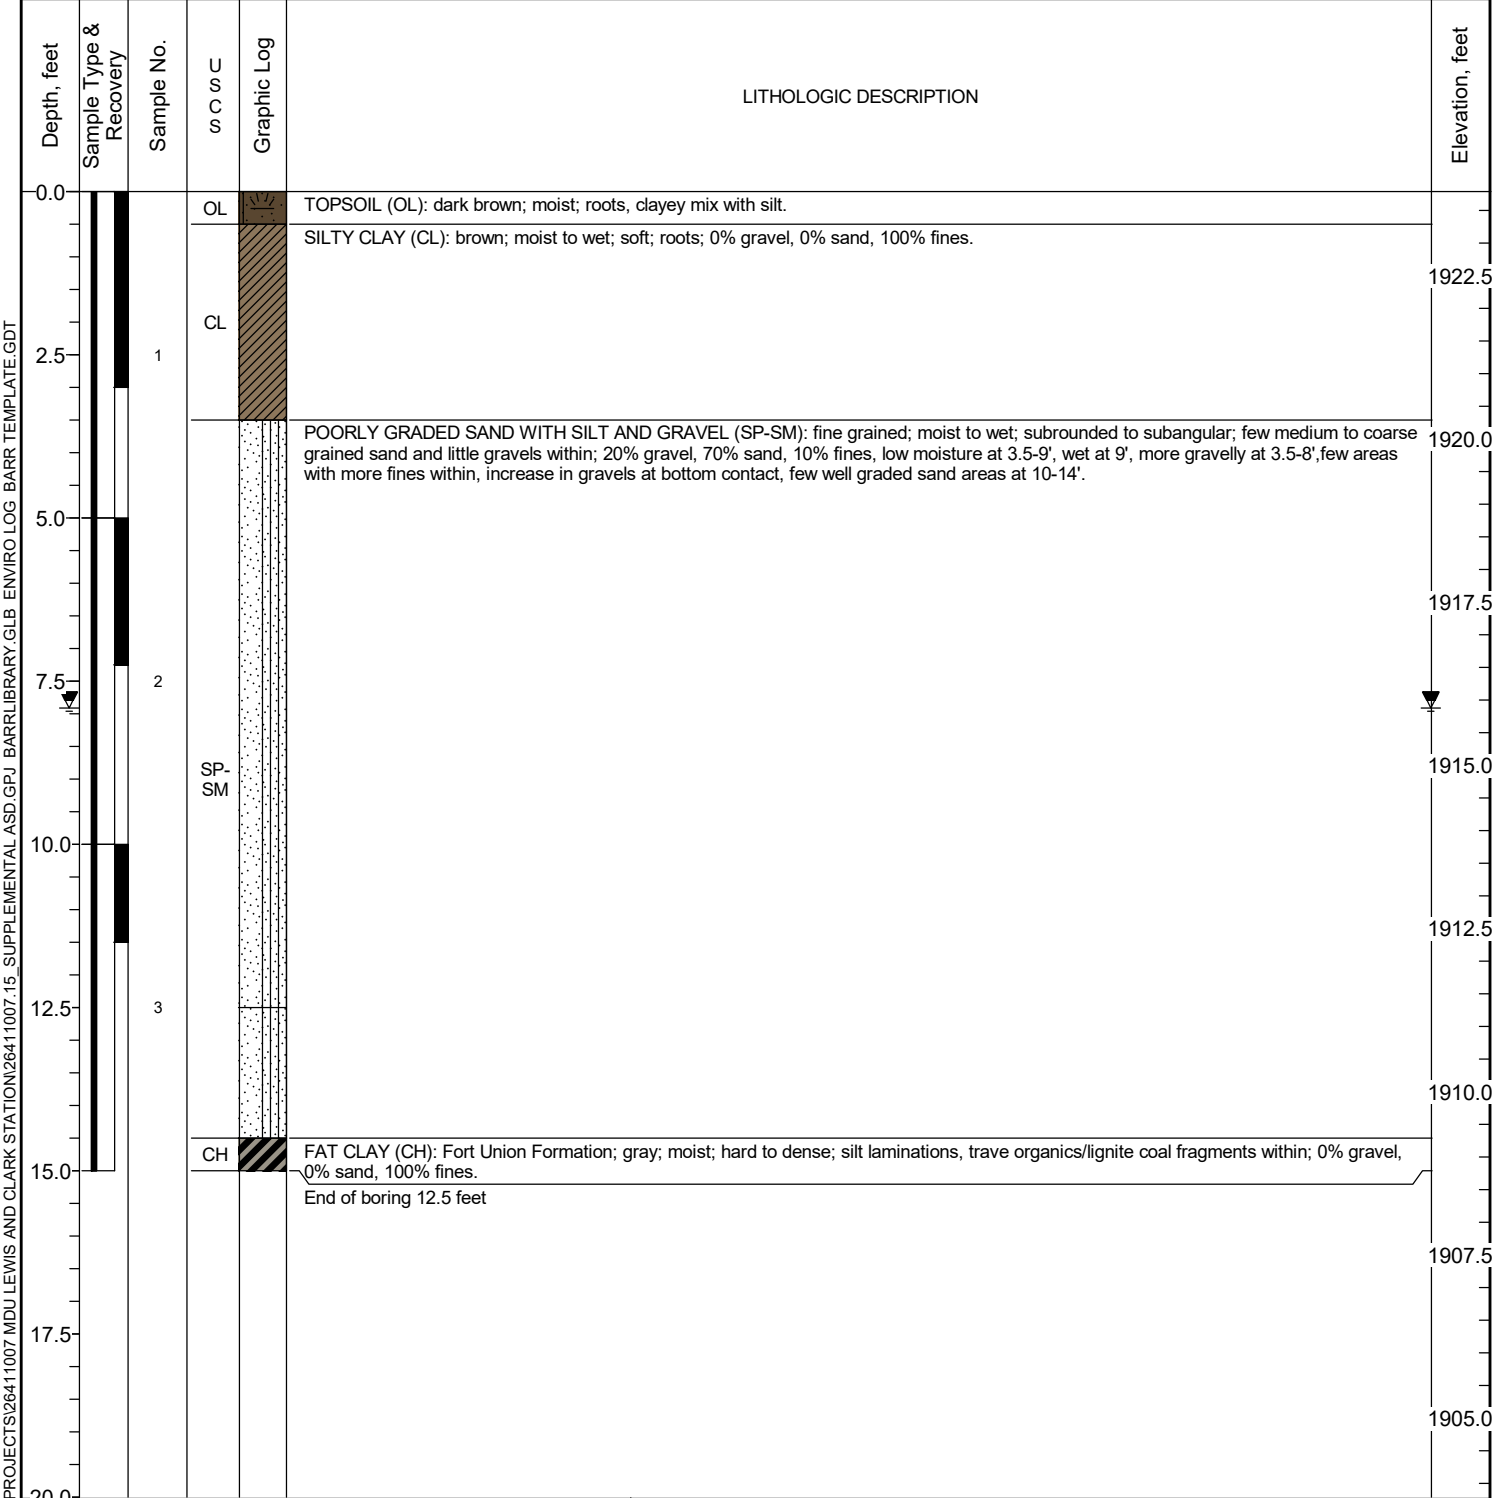 Depth, feet
Sample Type & Recovery
Sample No.
U
S
C
S
Graphic Log
LITHOLOGIC DESCRIPTION
Elevation, feet
0.0
OL
TOPSOIL (OL): dark brown; moist; roots, clayey mix with silt.
SILTY CLAY (CL): brown; moist to wet; soft; roots; 0% gravel, 0% sand, 100% fines.
1922.5
CL
2.5
1
POORLY GRADED SAND WITH SILT AND GRAVEL (SP-SM): fine grained; moist to wet; subrounded to subangular; few medium to coarse
grained sand and little gravels within; 20% gravel, 70% sand, 10% fines, low moisture at 3.5-9', wet at 9', more gravelly at 3.5-8',few areas
with more fines within, increase in gravels at bottom contact, few well graded sand areas at 10-14'.
1920.0
5.0
1917.5
7.5
2
SP-
SM
1915.0
10.0
1912.5
12.5
3
1910.0
CH
FAT CLAY (CH): Fort Union Formation; gray; moist; hard to dense; silt laminations, trave organics/lignite coal fragments within; 0% gravel,
0% sand, 100% fines.
15.0
End of boring 12.5 feet
1907.5
17.5
1905.0
20.0
PROJECTS\26411007 MDU LEWIS AND CLARK STATION\26411007.15_SUPPLEMENTAL ASD.GPJ BARRLIBRARY.GLB ENVIRO LOG BARR TEMPLATE.GDT